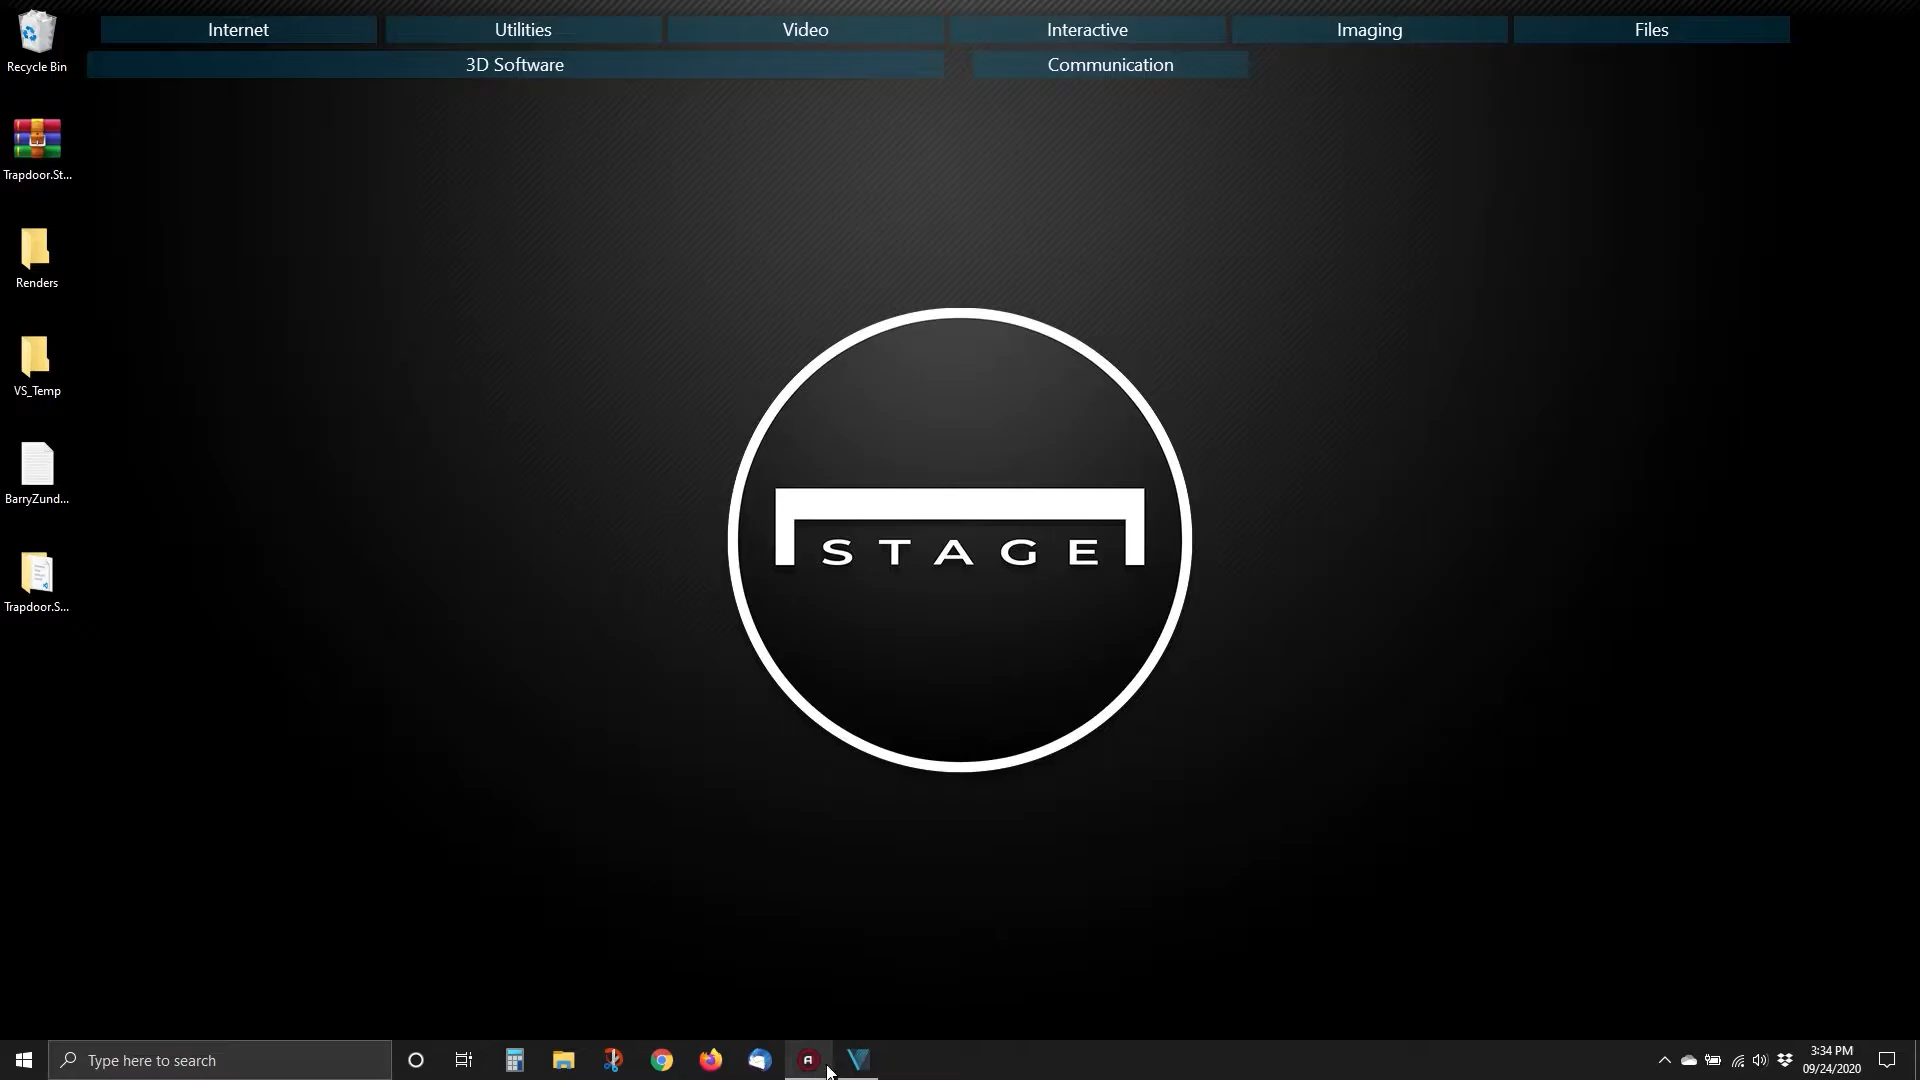 Internet
Utilities
Video
Interactive
Imaging
Files
3D Software
Communication
Recycle Bin
Trapdoor.St...
Renders
VS_Temp
BarryZund...
Trapdoor.S...
STAGE
Type here to search
3:34 PM
09/24/2020